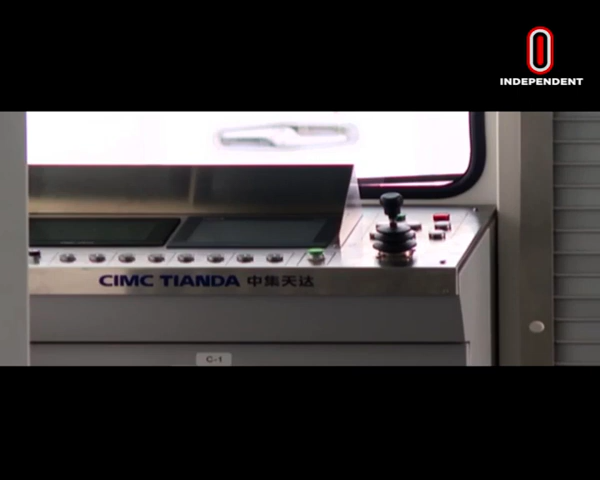 INDEPENDENT
CIMC TIANDA 中集天达
C-1